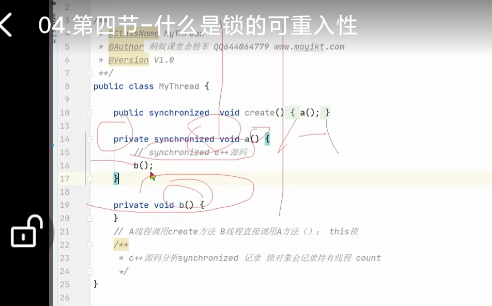 04.第四节-什么是锁的可重入性
4
5 * @ClassName MyThread
* @Author 蚂蚁课堂余胜军 QQ644064779 www.mayikt.com
6 * @Version V1.0
7 **/
8 public class MyThread {
9
10 public synchronized void create() { a(); }
13
14 private synchronized void a() {
15 // synchronized c++源码
16 b();
17 }
18
19 private void b() {
20 }
21 // A线程调用create方法 B线程直接调用A方法(): this锁
22 /**
23 * c++源码分析synchronized 记录 锁对象会记录持有线程 count
24 */
25 }
26